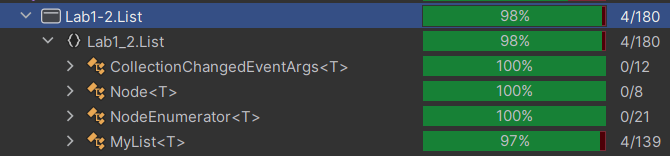 Lab1-2.List 98% 4/180
Lab1_2.List 98% 4/180
CollectionChangedEventArgs<T> 100% 0/12
Node<T> 100% 0/8
NodeEnumerator<T> 100% 0/21
MyList<T> 97% 4/139